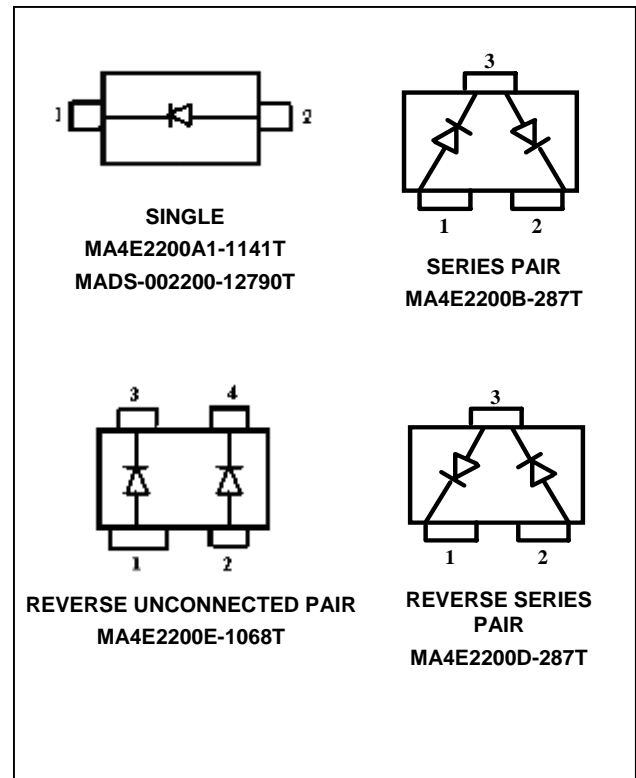 1
2
SINGLE
MA4E2200A1-1141T
MADS-002200-12790T
3
1 2
SERIES PAIR
MA4E2200B-287T
3 4
1 2
REVERSE UNCONNECTED PAIR
MA4E2200E-1068T
3
1 2
REVERSE SERIES
PAIR
MA4E2200D-287T